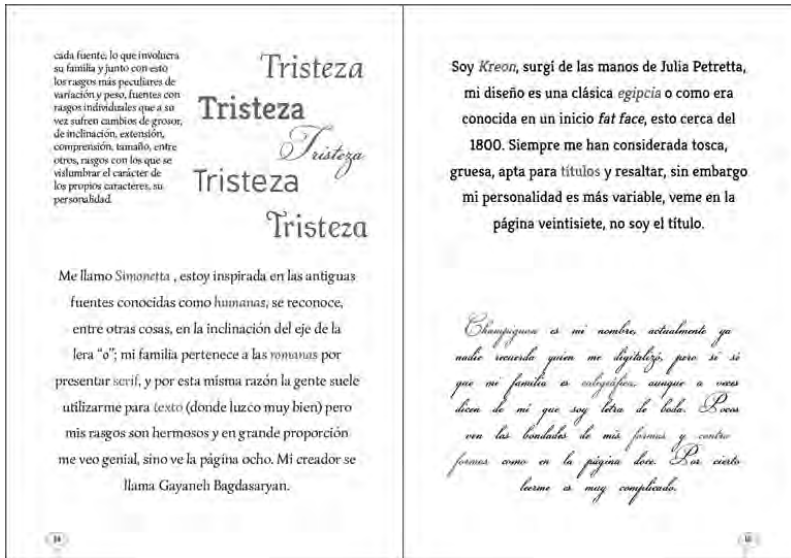 cada fuente, lo que involucra
su familia y junto con esto
los rasgos más peculiares de
variación y peso, fuentes con
rasgos individuales que a su
vez sufren cambios de grosor,
de inclinación, extensión,
comprensión, tamaño, entre
otros, rasgos con los que se
vislumbrar el carácter de
los propios caracteres, su
personalidad.
Tristeza
Tristeza
Tristeza
Tristeza
Tristeza
Me llamo Simonetta , estoy inspirada en las antiguas
fuentes conocidas como humanas, se reconoce,
entre otras cosas, en la inclinación del eje de la
lera “o”; mi familia pertenece a las romanas por
presentar serif, y por esta misma razón la gente suele
utilizarme para texto (donde luzco muy bien) pero
mis rasgos son hermosos y en grande proporción
me veo genial, sino ve la página ocho. Mi creador se
llama Gayaneh Bagdasaryan.
Soy Kreon, surgí de las manos de Julia Petretta,
mi diseño es una clásica egipcia o como era
conocida en un inicio fat face, esto cerca del
1800. Siempre me han considerada tosca,
gruesa, apta para títulos y resaltar, sin embargo
mi personalidad es más variable, veme en la
página veintisiete, no soy el título.
Champignon es mi nombre, actualmente ya
nadie recuerda quien me digitalizó, pero si sé
que mi familia es caligráfica, aunque a veces
dicen de mí que soy letra de boda. Pocos
ven las bondades de mis formas y contra
formas como en la página doce. Por cierto
leerme es muy complicado.